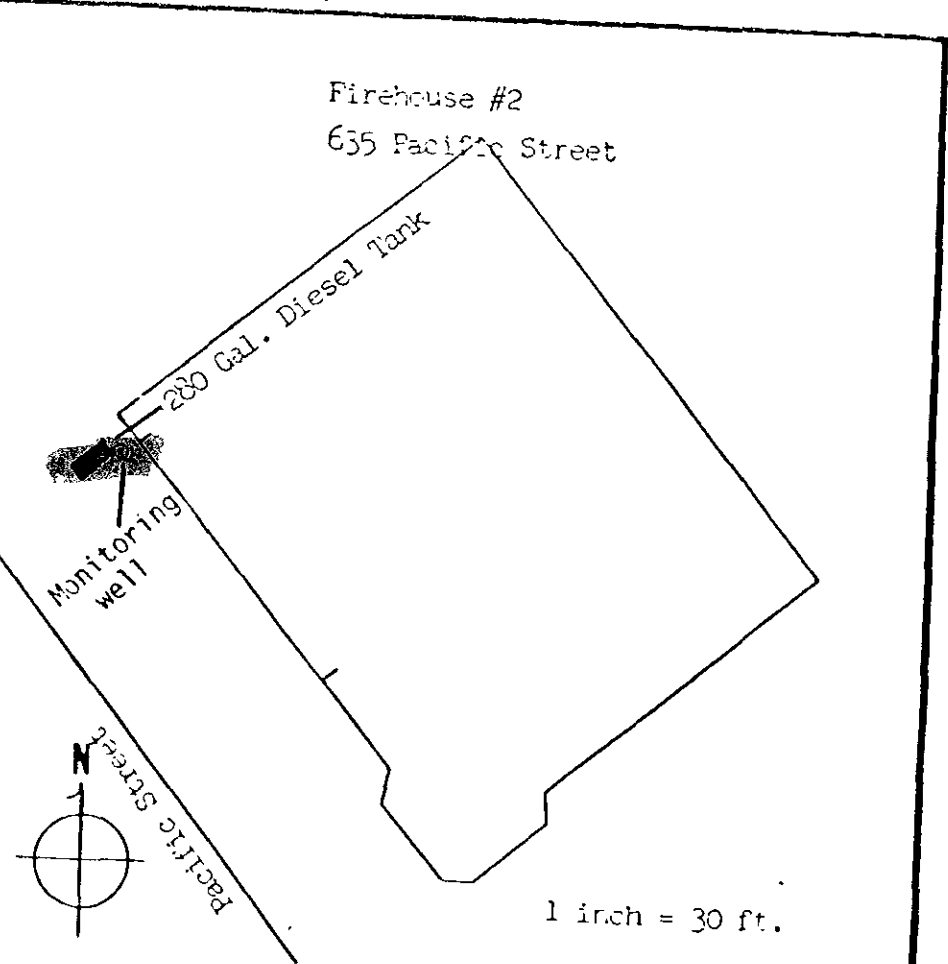 Firehouse #2
635 Pacific Street
280 Gal. Diesel Tank
Monitoring
well
N
Pacific Street
1 inch = 30 ft.